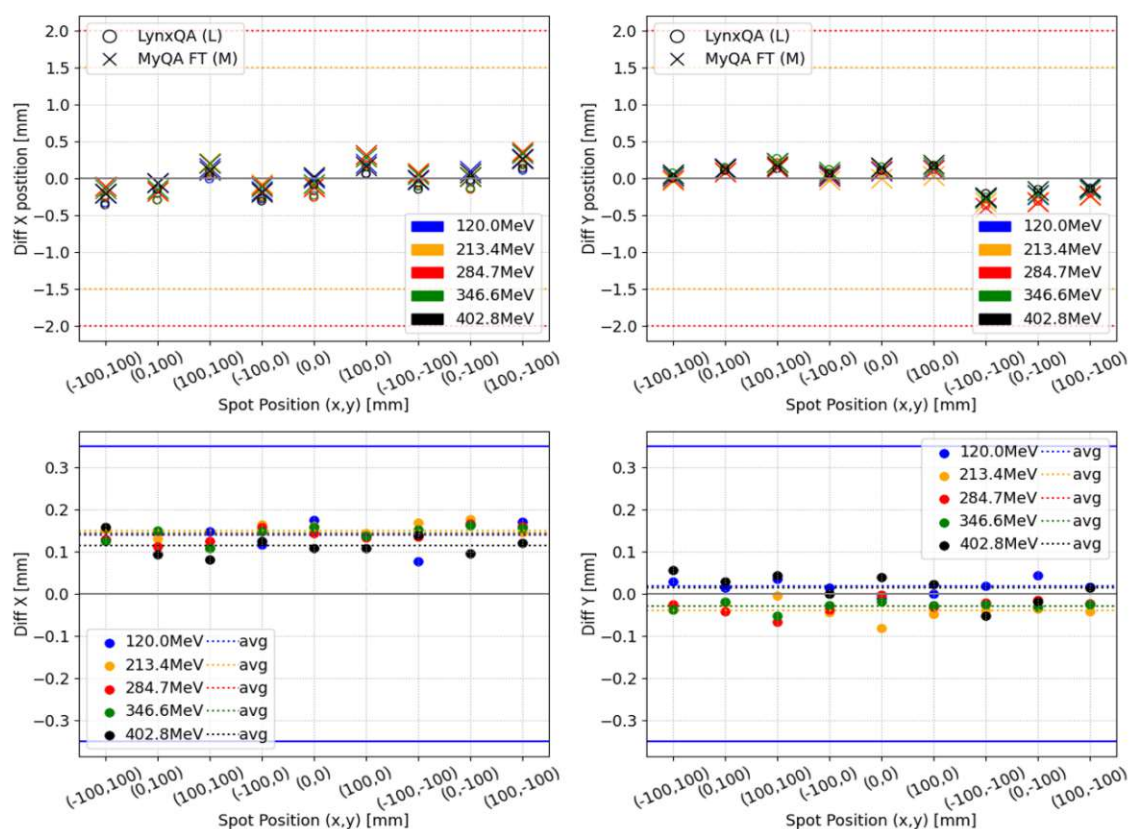 2.0
1.5
1.0
0.5
0.0
−0.5
−1.0
−1.5
−2.0
Diff X postition [mm]
LynxQA (L)
MyQA FT (M)
120.0MeV
213.4MeV
284.7MeV
346.6MeV
402.8MeV
(-100,100)
(0,100)
(100,100)
(-100,0)
(0,0)
(100,0)
(-100,-100)
(0,-100)
(100,-100)
Spot Position (x,y) [mm]
2.0
1.5
1.0
0.5
0.0
−0.5
−1.0
−1.5
−2.0
Diff Y postition [mm]
LynxQA (L)
MyQA FT (M)
120.0MeV
213.4MeV
284.7MeV
346.6MeV
402.8MeV
(-100,100)
(0,100)
(100,100)
(-100,0)
(0,0)
(100,0)
(-100,-100)
(0,-100)
(100,-100)
Spot Position (x,y) [mm]
0.3
0.2
0.1
0.0
−0.1
−0.2
−0.3
Diff X [mm]
120.0MeV avg
213.4MeV avg
284.7MeV avg
346.6MeV avg
402.8MeV avg
(-100,100)
(0,100)
(100,100)
(-100,0)
(0,0)
(100,0)
(-100,-100)
(0,-100)
(100,-100)
Spot Position (x,y) [mm]
0.3
0.2
0.1
0.0
−0.1
−0.2
−0.3
Diff Y [mm]
120.0MeV avg
213.4MeV avg
284.7MeV avg
346.6MeV avg
402.8MeV avg
(-100,100)
(0,100)
(100,100)
(-100,0)
(0,0)
(100,0)
(-100,-100)
(0,-100)
(100,-100)
Spot Position (x,y) [mm]